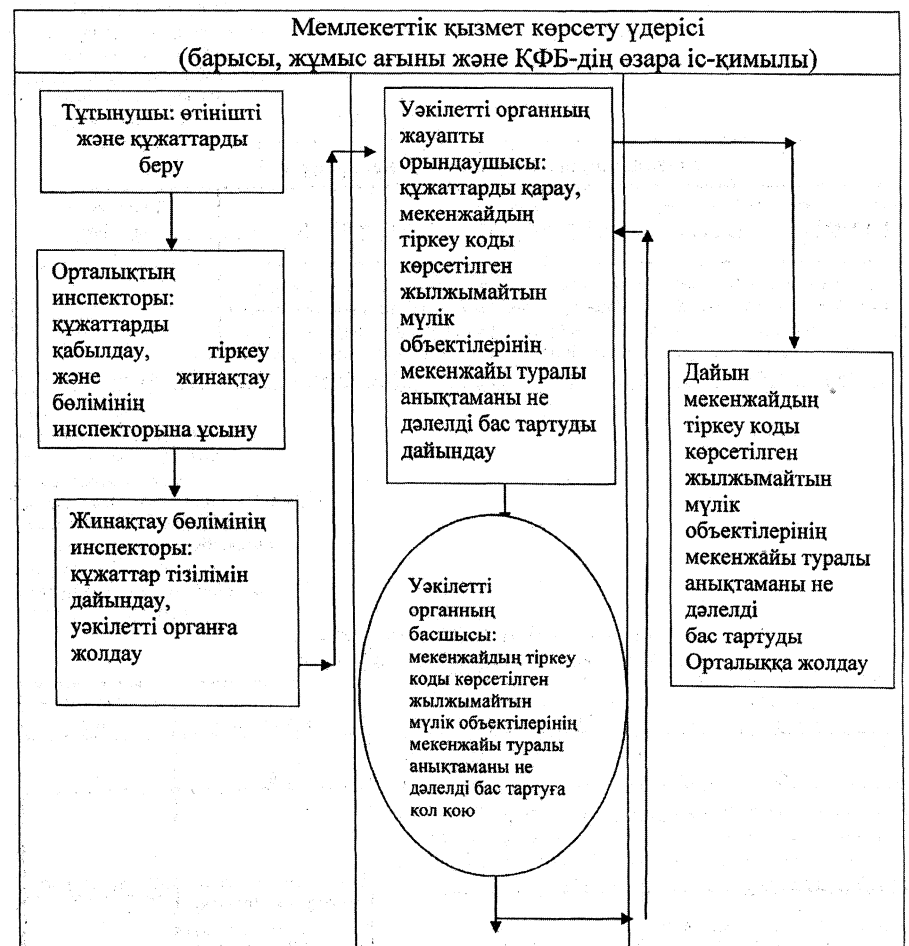 Мемлекеттік қызмет көрсету үдерісі
(барысы, жұмыс ағыны және ҚФБ-дің өзара іс-қимылы)
Тұтынушы: өтінішті
және құжаттарды
беру
Орталықтың
инспекторы:
құжаттарды
қабылдау, тіркеу
және жинақтау
бөлімінің
инспекторына ұсыну
Жинақтау бөлімінің
инспекторы:
құжаттар тізілімін
дайындау,
уәкілетті органға
жолдау
Уәкілетті органның
жауапты
орындаушысы:
құжаттарды қарау,
мекенжайдың
тіркеу коды
көрсетілген
жылжымайтын
мүлік
объектілерінің
мекенжайы туралы
анықтаманы не
дәлелді бас тартуды
дайындау
Уәкілетті
органның
басшысы:
мекенжайдың тіркеу
коды көрсетілген
жылжымайтын
мүлік объектілерінің
мекенжайы туралы
анықтаманы не
дәлелді бас тартуға
қол қою
Дайын
мекенжайдың
тіркеу коды
көрсетілген
жылжымайтын
мүлік
объектілерінің
мекенжайы туралы
анықтаманы не
дәлелді
бас тартуды
Орталыққа жолдау